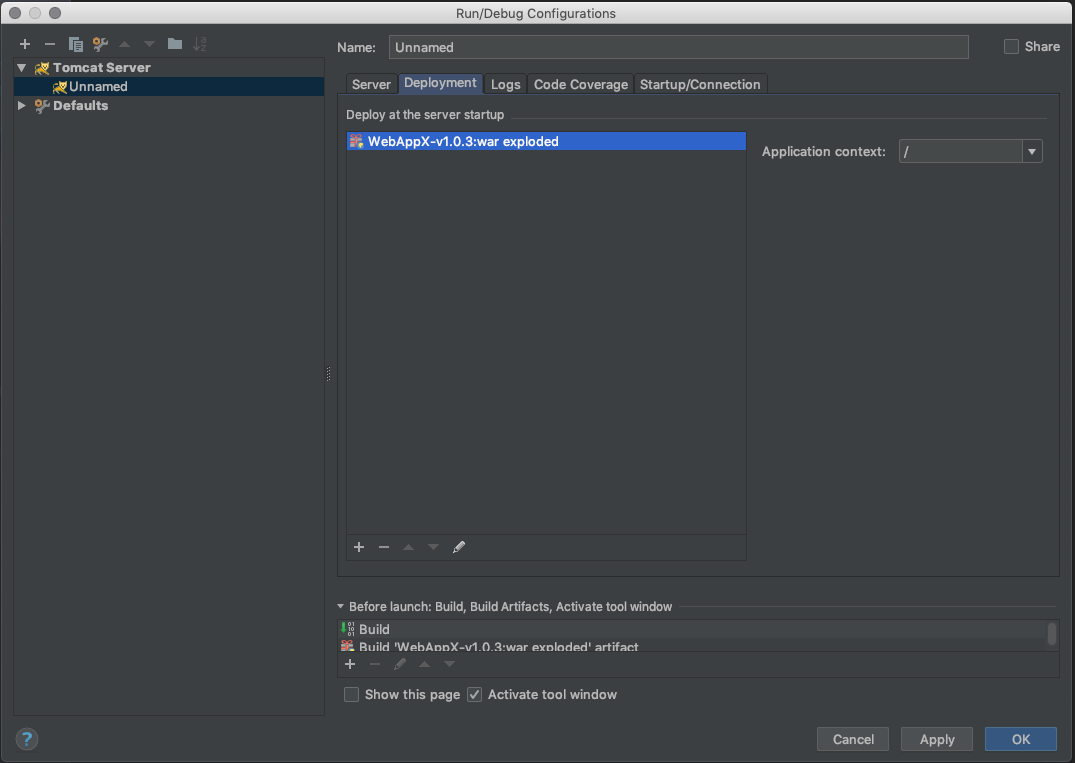 Run/Debug Configurations
Name: Unnamed Share
Tomcat Server
Unnamed
Defaults
Server Deployment Logs Code Coverage Startup/Connection
Deploy at the server startup
WebAppX-v1.0.3:war exploded
Application context: /
Before launch: Build, Build Artifacts, Activate tool window
Build
Build 'WebAppX-v1.0.3:war exploded' artifact
Show this page Activate tool window
? Cancel Apply OK